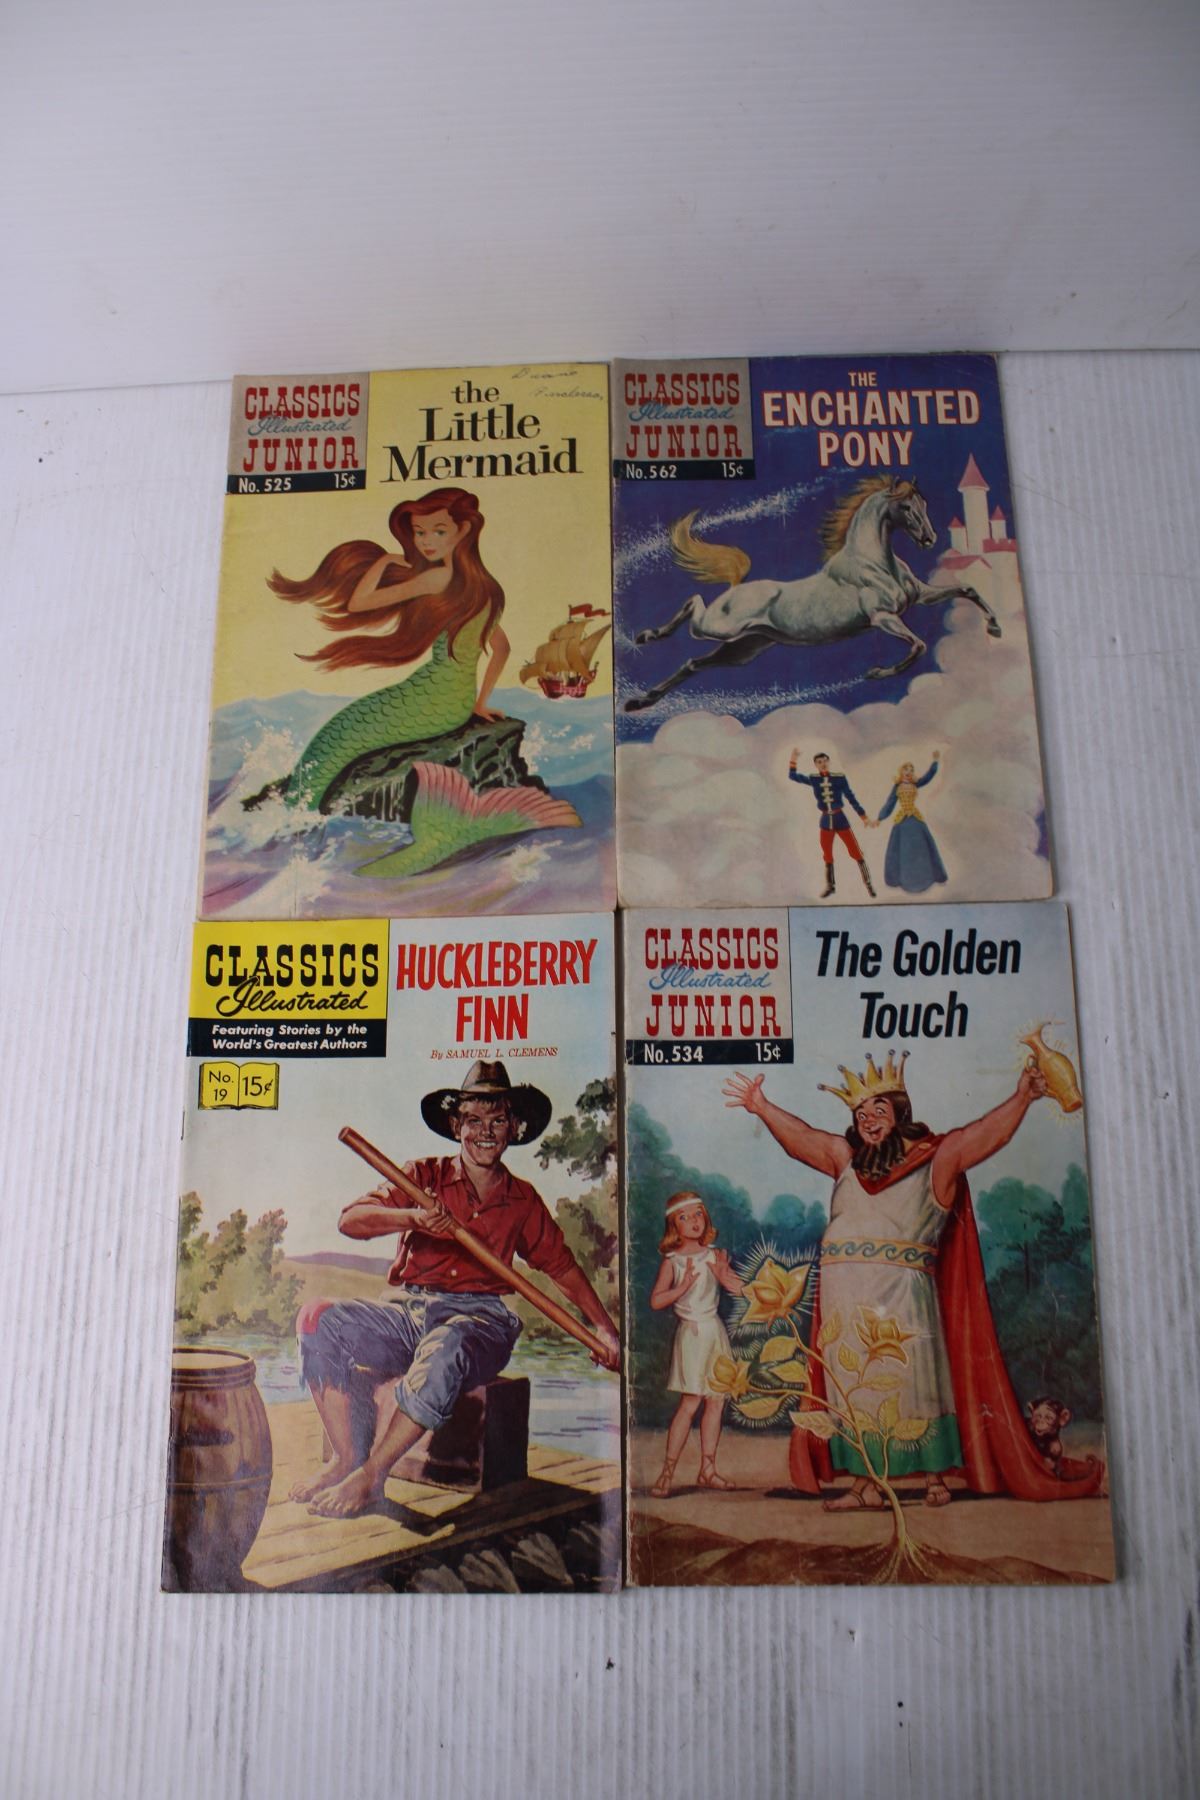 CLASSICS
Illustrated
JUNIOR
No. 525 15¢
the
Little
Mermaid
Duane
CLASSICS
Illustrated
JUNIOR
No. 562 15¢
THE
ENCHANTED
PONY
CLASSICS
Illustrated
Featuring Stories by the
World's Greatest Authors
No.
19
15¢
HUCKLEBERRY
FINN
By SAMUEL L. CLEMENS
CLASSICS
Illustrated
JUNIOR
No. 534 15¢
The Golden
Touch